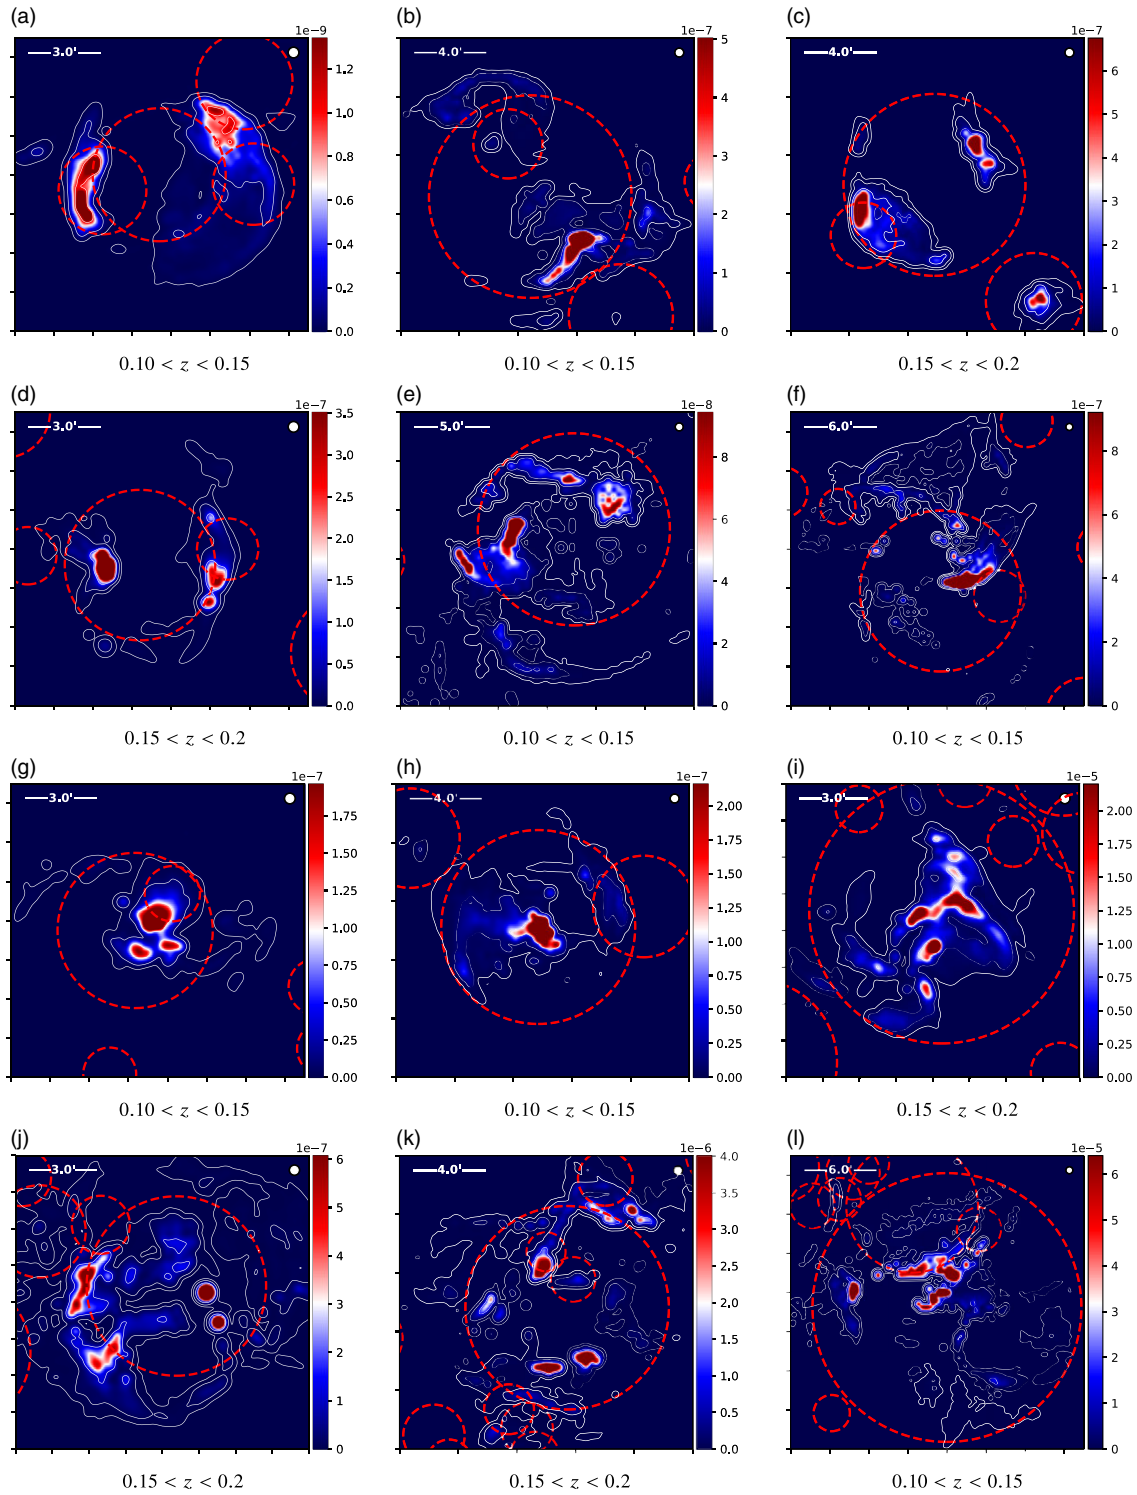 (a) (b) (c)
1e−9 1e−7
3.0' 4.0' 5 4.0' 6
1.2
1.0 4 5
0.8 3 4
0.6 3
0.4 2 2
0.2 1 1
0.0 0 0
0.10 < z < 0.15 0.10 < z < 0.15 0.15 < z < 0.2
(d) (e) (f)
1e−7 1e−8 1e−7
3.0' 3.5 5.0' 6.0'
3.0 8 8
2.5
2.0 6 6
1.5 4 4
1.0 2 2
0.5
0.0 0 0
0.15 < z < 0.2 0.10 < z < 0.15 0.10 < z < 0.15
(g) (h) (i)
1e−7 1e−7 1e−5
3.0' 4.0' 2.00 3.0' 2.00
1.75 1.75 1.75
1.50 1.50 1.50
1.25 1.25 1.25
1.00 1.00 1.00
0.75 0.75 0.75
0.50 0.50 0.50
0.25 0.25 0.25
0.00 0.00 0.00
0.10 < z < 0.15 0.10 < z < 0.15 0.15 < z < 0.2
(j) (k) (l)
1e−7 1e−6 1e−5
3.0' 6 4.0' 4.0 6.0' 6
5 3.5 5
4 3.0 4
3 2.5 3
2.0
2 1.5 2
1 1.0 1
0.5
0 0.0 0
0.15 < z < 0.2 0.15 < z < 0.2 0.10 < z < 0.15